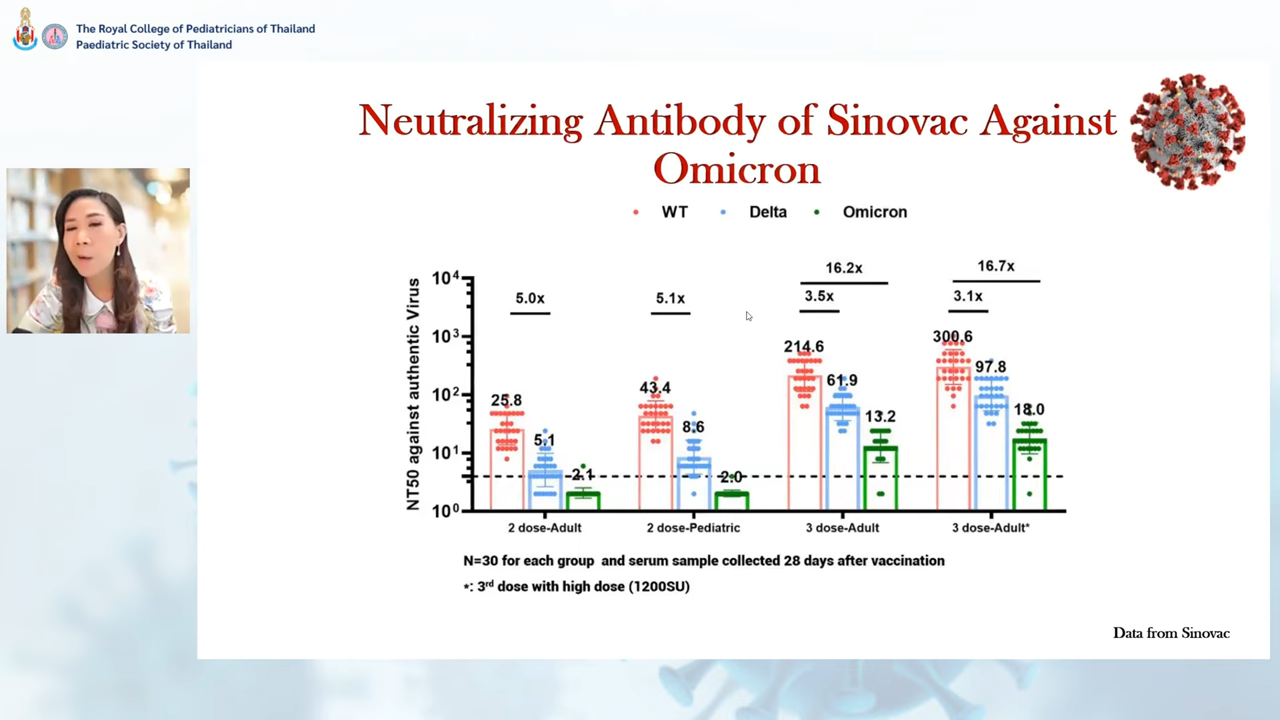 The Royal College of Pediatricians of Thailand
Paediatric Society of Thailand
Neutralizing Antibody of Sinovac Against
Omicron
WT Delta Omicron
16.2x 16.7x
5.0x 5.1x 3.5x 3.1x
NT50 against authentic Virus
10⁴
10³
10²
10¹
10⁰
25.8 5.1 2.1
43.4 8.6 2.0
214.6 61.9 13.2
300.6 97.8 18.0
2 dose-Adult 2 dose-Pediatric 3 dose-Adult 3 dose-Adult*
N=30 for each group and serum sample collected 28 days after vaccination
*: 3rd dose with high dose (1200SU)
Data from Sinovac